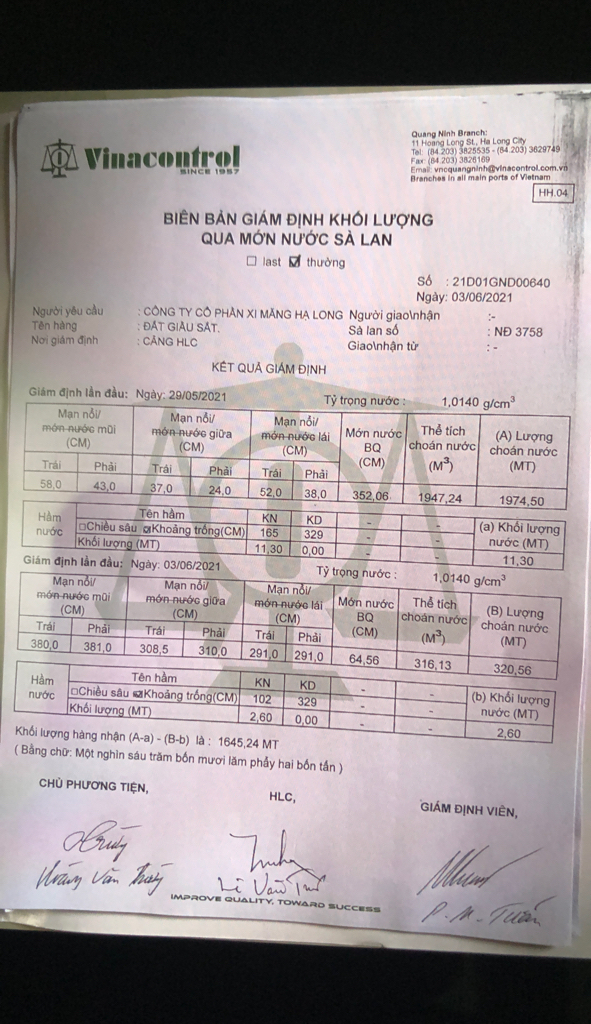 Vinacontrol
SINCE 1957
Quang Ninh Branch:
11 Hoang Long St., Ha Long City
Tel: (84.203) 3825535 - (84.203) 3629749
Fax: (84.203) 3826169
Email: vncquangninh@vinacontrol.com.vn
Branches in all main ports of Vietnam
HH.04
BIÊN BẢN GIÁM ĐỊNH KHỐI LƯỢNG
QUA MỚN NƯỚC SÀ LAN
last thường
Số : 21D01GND00640
Ngày: 03/06/2021
Người yêu cầu : CÔNG TY CỔ PHẦN XI MĂNG HẠ LONG Người giao\nhận :-
Tên hàng : ĐẤT GIÀU SẮT. Sà lan số : NĐ 3758
Nơi giám định : CẢNG HLC Giao\nhận từ : -
KẾT QUẢ GIÁM ĐỊNH
Giám định lần đầu: Ngày: 29/05/2021 Tỷ trọng nước : 1,0140 g/cm³
Mạn nổi/ món nước mũi (CM) Mạn nổi/ món nước giữa (CM) Mạn nổi/ món nước lái (CM) Mớn nước BQ (CM) Thể tích choán nước (M³) (A) Lượng choán nước (MT)
Trái Phải Trái Phải Trái Phải
58,0 43,0 37,0 24,0 52,0 38,0 352,06 1947,24 1974,50
Hầm nước Tên hầm KN KD - - (a) Khối lượng nước (MT)
Chiều sâu Khoảng trống(CM) 165 329 - -
Khối lượng (MT) 11,30 0,00 - - 11,30
Giám định lần đầu: Ngày: 03/06/2021 Tỷ trọng nước : 1,0140 g/cm³
Mạn nổi/ món nước mũi (CM) Mạn nổi/ món nước giữa (CM) Mạn nổi/ món nước lái (CM) Mớn nước BQ (CM) Thể tích choán nước (M³) (B) Lượng choán nước (MT)
Trái Phải Trái Phải Trái Phải
380,0 381,0 308,5 310,0 291,0 291,0 64,56 316,13 320,56
Hầm nước Tên hầm KN KD - - (b) Khối lượng nước (MT)
Chiều sâu Khoảng trống(CM) 102 329 - -
Khối lượng (MT) 2,60 0,00 - - 2,60
Khối lượng hàng nhận (A-a) - (B-b) là : 1645,24 MT
( Bằng chữ: Một nghìn sáu trăm bốn mươi lăm phẩy hai bốn tấn )
CHỦ PHƯƠNG TIỆN, HLC, GIÁM ĐỊNH VIÊN,
Hoàng Văn Thủy Lê Văn P. M. Tuấn
IMPROVE QUALITY, TOWARD SUCCESS